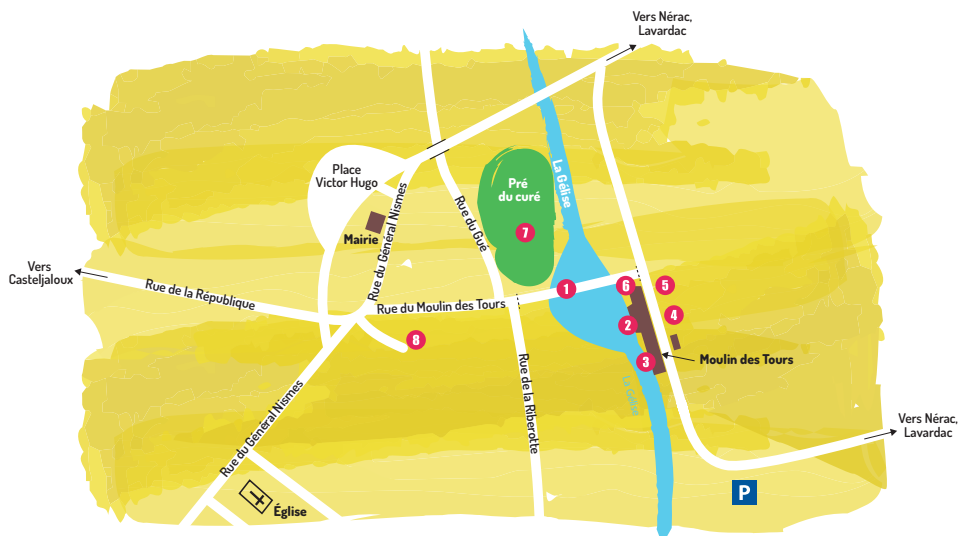 Vers Nérac,
Lavardac
Place
Victor Hugo
Pré
du curé
La Gélise
7
Mairie
Rue du Général Nismes
Rue du Gué
Vers
Casteljaloux
Rue de la République
Rue du Moulin des Tours
1
6
5
4
2
3
8
Moulin des Tours
Rue du Général Nismes
Rue de la Riberotte
La Gélise
Vers Nérac,
Lavardac
P
Église